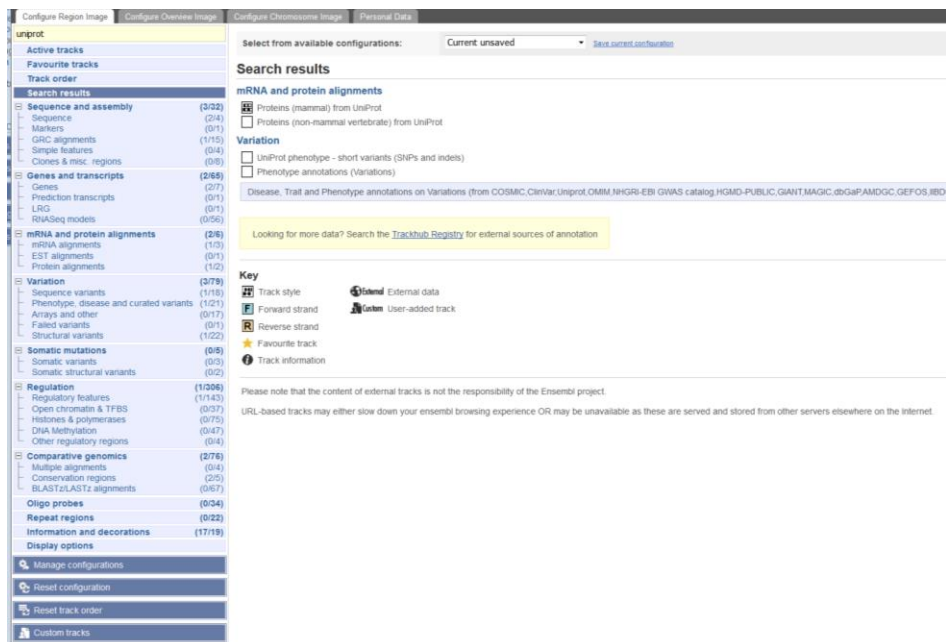 Configure Region Image Configure Overview Image Configure Chromosome Image Personal Data
uniprot
Active tracks
Favourite tracks
Track order
Search results
Sequence and assembly (3/32)
Sequence (2/4)
Markers (0/1)
GRC alignments (1/15)
Simple features (0/4)
Clones & misc. regions (0/8)
Genes and transcripts (2/65)
Genes (2/7)
Prediction transcripts (0/1)
LRG (0/1)
RNASeq models (0/56)
mRNA and protein alignments (2/6)
mRNA alignments (1/3)
EST alignments (0/1)
Protein alignments (1/2)
Variation (3/79)
Sequence variants (1/18)
Phenotype, disease and curated variants (1/21)
Arrays and other (0/17)
Failed variants (0/1)
Structural variants (1/22)
Somatic mutations (0/5)
Somatic variants (0/3)
Somatic structural variants (0/2)
Regulation (1/306)
Regulatory features (1/143)
Open chromatin & TFBS (0/37)
Histones & polymerases (0/75)
DNA Methylation (0/47)
Other regulatory regions (0/4)
Comparative genomics (2/76)
Multiple alignments (0/4)
Conservation regions (2/5)
BLASTz/LASTz alignments (0/67)
Oligo probes (0/34)
Repeat regions (0/22)
Information and decorations (17/19)
Display options
Manage configurations
Reset configuration
Reset track order
Custom tracks
Select from available configurations: Current unsaved Save current configuration
Search results
mRNA and protein alignments
Proteins (mammal) from UniProt
Proteins (non-mammal vertebrate) from UniProt
Variation
UniProt phenotype - short variants (SNPs and indels)
Phenotype annotations (Variations)
Disease, Trait and Phenotype annotations on Variations (from COSMIC,ClinVar,Uniprot,OMIM,NHGRI-EBI GWAS catalog,HGMD-PUBLIC,GIANT,MAGIC,dbGaP,AMDGC,GEFOS,IIBD
Looking for more data? Search the Trackhub Registry for external sources of annotation
Key
Track style External External data
F Forward strand Custom User-added track
R Reverse strand
Favourite track
Track information
Please note that the content of external tracks is not the responsibility of the Ensembl project.
URL-based tracks may either slow down your ensembl browsing experience OR may be unavailable as these are served and stored from other servers elsewhere on the Internet.